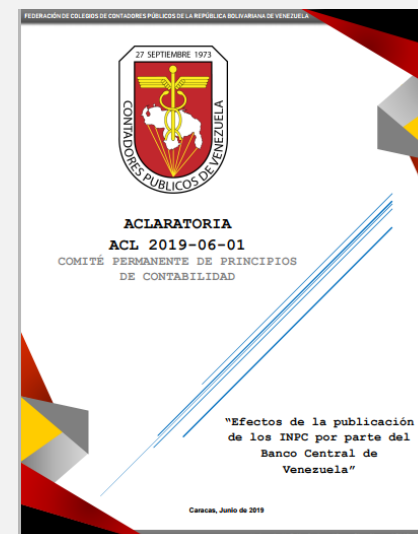 FEDERACIÓN DE COLEGIOS DE CONTADORES PÚBLICOS DE LA REPÚBLICA BOLIVARIANA DE VENEZUELA
27 SEPTIEMBRE 1973
CONTADORES PUBLICOS DE VENEZUELA
ACLARATORIA
ACL 2019-06-01
COMITÉ PERMANENTE DE PRINCIPIOS
DE CONTABILIDAD
"Efectos de la publicación
de los INPC por parte del
Banco Central de
Venezuela"
Caracas, Junio de 2019